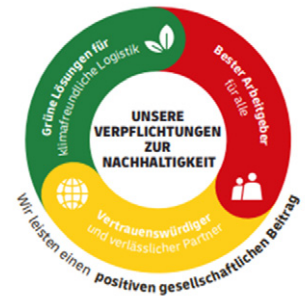 Grüne Lösungen für
klimafreundliche Logistik
Bester Arbeitgeber
für alle
UNSERE
VERPFLICHTUNGEN
ZUR
NACHHALTIGKEIT
Vertrauenswürdiger
und verlässlicher Partner
Wir leisten einen positiven gesellschaftlichen Beitrag